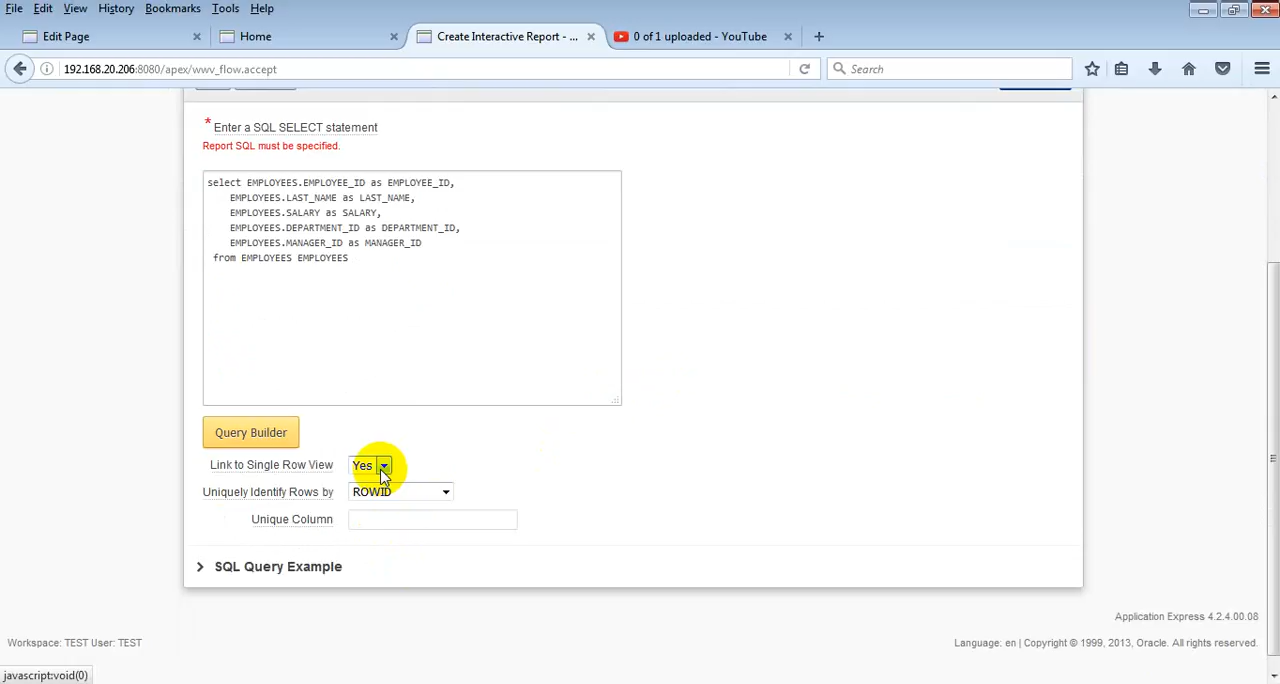 File Edit View History Bookmarks Tools Help
Edit Page
Home
Create Interactive Report - ...
0 of 1 uploaded - YouTube
192.168.20.206:8080/apex/wwv_flow.accept
Search
* Enter a SQL SELECT statement
Report SQL must be specified.
select EMPLOYEES.EMPLOYEE_ID as EMPLOYEE_ID,
EMPLOYEES.LAST_NAME as LAST_NAME,
EMPLOYEES.SALARY as SALARY,
EMPLOYEES.DEPARTMENT_ID as DEPARTMENT_ID,
EMPLOYEES.MANAGER_ID as MANAGER_ID
from EMPLOYEES EMPLOYEES
Query Builder
Link to Single Row View Yes
Uniquely Identify Rows by ROWID
Unique Column
SQL Query Example
Application Express 4.2.4.00.08
Workspace: TEST User: TEST
Language: en | Copyright © 1999, 2013, Oracle. All rights reserved.
javascript:void(0)